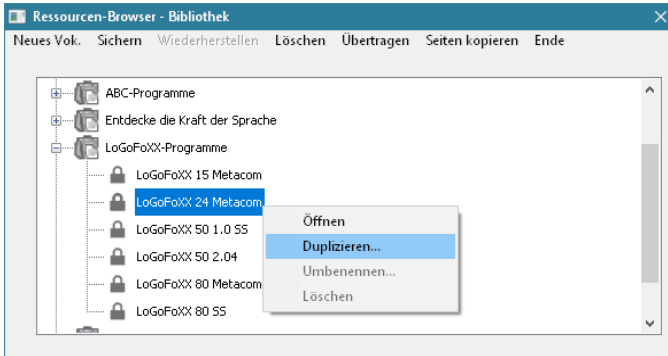 Ressourcen-Browser - Bibliothek
Neues Vok. Sichern Wiederherstellen Löschen Übertragen Seiten kopieren Ende
ABC-Programme
Entdecke die Kraft der Sprache
LoGoFoXX-Programme
LoGoFoXX 15 Metacom
LoGoFoXX 24 Metacom
LoGoFoXX 50 1.0 SS
LoGoFoXX 50 2.04
LoGoFoXX 80 Metacom
LoGoFoXX 80 SS
Öffnen
Duplizieren...
Umbenennen...
Löschen